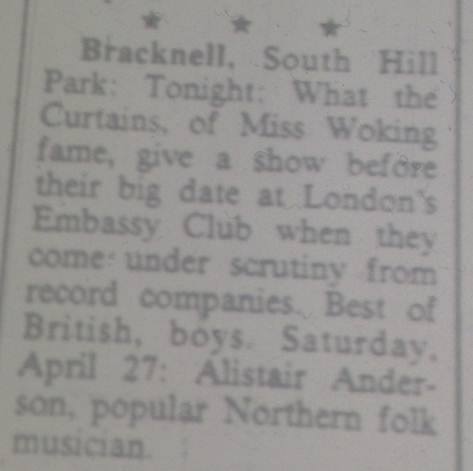 ★ ★ ★
Bracknell, South Hill
Park: Tonight: What the
Curtains, of Miss Woking
fame, give a show before
their big date at London's
Embassy Club when they
come under scrutiny from
record companies. Best of
British, boys. Saturday,
April 27: Alistair Ander-
son, popular Northern folk
musician.